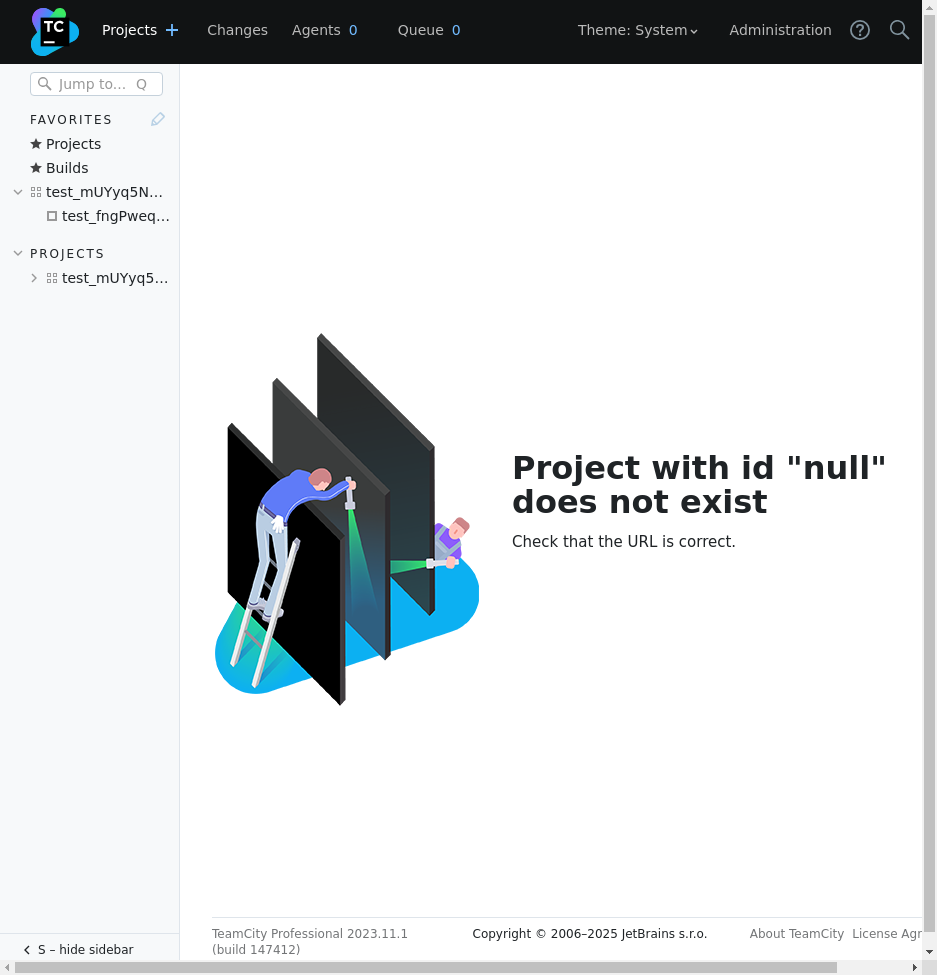 TC
Projects
Changes
Agents 0
Queue 0
Theme: System
Administration
Jump to... Q
FAVORITES
Projects
Builds
test_mUYyq5N...
test_fngPweq...
PROJECTS
test_mUYyq5...
Project with id "null"
does not exist
Check that the URL is correct.
S – hide sidebar
TeamCity Professional 2023.11.1
(build 147412)
Copyright © 2006–2025 JetBrains s.r.o.
About TeamCity
License Agr